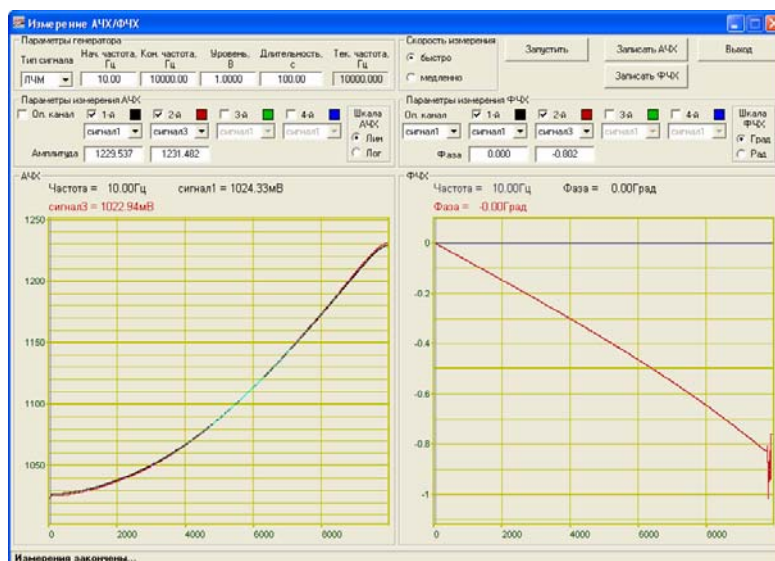 Измерение АЧХ/ФЧХ
Параметры генератора
Тип сигнала
Нач. частота, Гц
Кон. частота, Гц
Уровень, В
Длительность, с
Тек. частота, Гц
ЛЧМ
10.00
10000.00
1.0000
100.00
10000.000
Скорость измерения
быстро
медленно
Запустить
Записать АЧХ
Выход
Записать ФЧХ
Параметры измерения АЧХ
Оп. канал
1-й
2-й
3-й
4-й
сигнал1
сигнал3
сигнал1
сигнал1
Амплитуда
1229.537
1231.482
Шкала АЧХ
Лин
Лог
Параметры измерения ФЧХ
Оп. канал
1-й
2-й
3-й
4-й
сигнал1
сигнал1
сигнал3
сигнал1
сигнал1
Фаза
0.000
-0.802
Шкала ФЧХ
Град
Рад
АЧХ
Частота = 10.00Гц
сигнал1 = 1024.33мВ
сигнал3 = 1022.94мВ
1250
1200
1150
1100
1050
0
2000
4000
6000
8000
ФЧХ
Частота = 10.00Гц
Фаза = 0.00Град
Фаза = -0.00Град
0
-0.2
-0.4
-0.6
-0.8
-1
0
2000
4000
6000
8000
Измерения закончены...